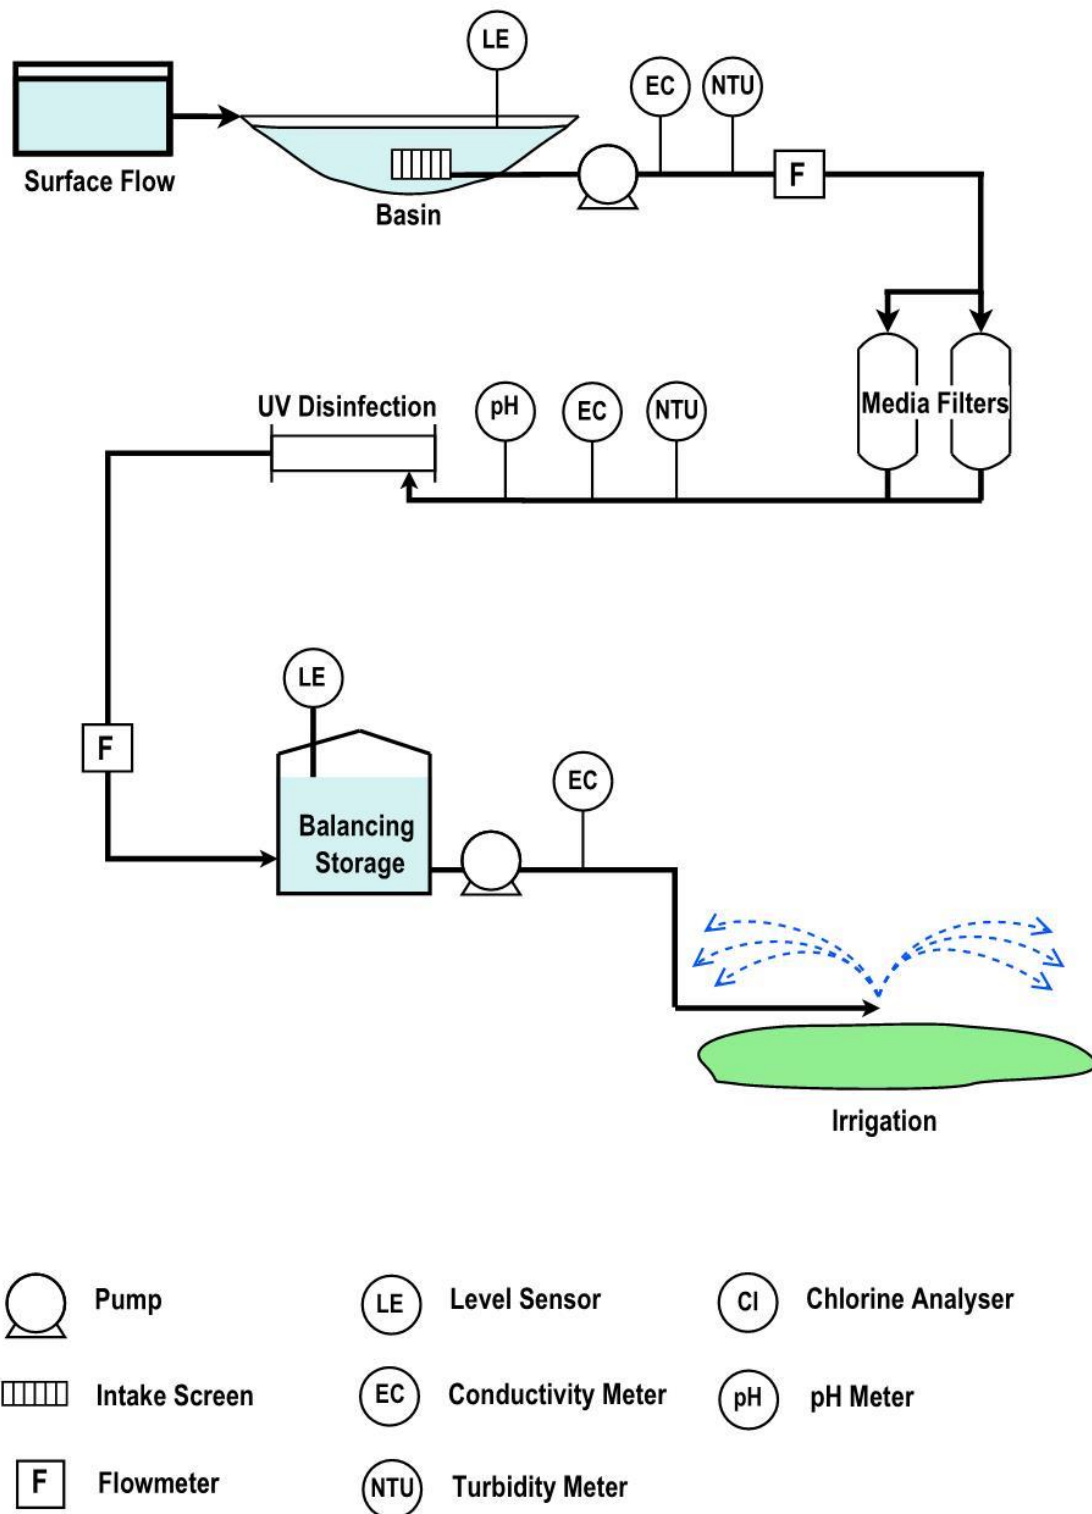 LE
EC
NTU
F
Surface Flow
Basin
UV Disinfection
pH
EC
NTU
Media Filters
LE
F
EC
Balancing
Storage
Irrigation
Pump
LE
Level Sensor
Cl
Chlorine Analyser
Intake Screen
EC
Conductivity Meter
pH
pH Meter
F
Flowmeter
NTU
Turbidity Meter